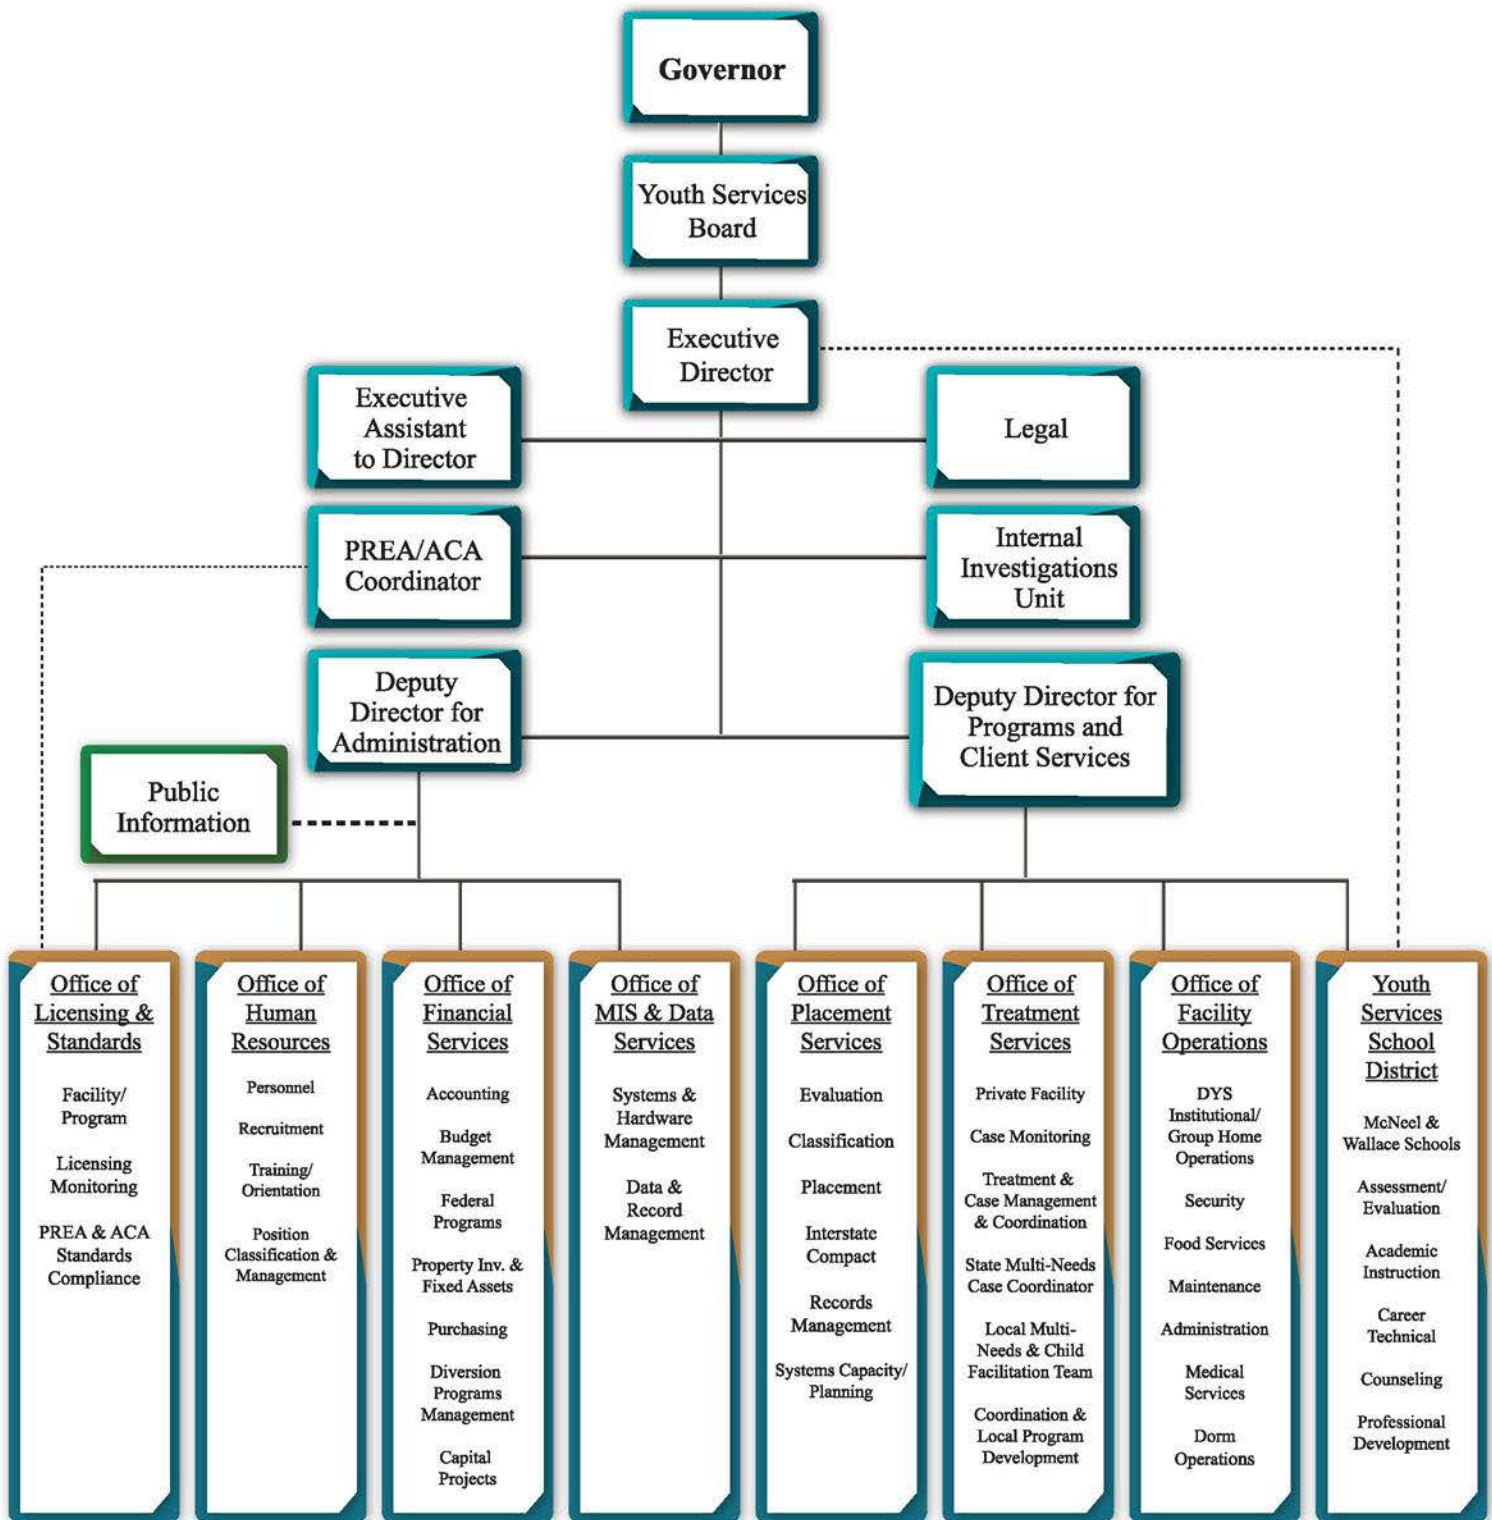 Governor
Youth Services
Board
Executive
Director
Executive
Assistant
to Director
Legal
PREA/ACA
Coordinator
Internal
Investigations
Unit
Deputy
Director for
Administration
Deputy Director for
Programs and
Client Services
Public
Information
Office of
Licensing &
Standards
Facility/
Program
Licensing
Monitoring
PREA & ACA
Standards
Compliance
Office of
Human
Resources
Personnel
Recruitment
Training/
Orientation
Position
Classification &
Management
Office of
Financial
Services
Accounting
Budget
Management
Federal
Programs
Property Inv. &
Fixed Assets
Purchasing
Diversion
Programs
Management
Capital
Projects
Office of
MIS & Data
Services
Systems &
Hardware
Management
Data &
Record
Management
Office of
Placement
Services
Evaluation
Classification
Placement
Interstate
Compact
Records
Management
Systems Capacity/
Planning
Office of
Treatment
Services
Private Facility
Case Monitoring
Treatment &
Case Management
& Coordination
State Multi-Needs
Case Coordinator
Local Multi-
Needs & Child
Facilitation Team
Coordination &
Local Program
Development
Office of
Facility
Operations
DYS
Institutional/
Group Home
Operations
Security
Food Services
Maintenance
Administration
Medical
Services
Dorm
Operations
Youth
Services
School
District
McNeel &
Wallace Schools
Assessment/
Evaluation
Academic
Instruction
Career
Technical
Counseling
Professional
Development